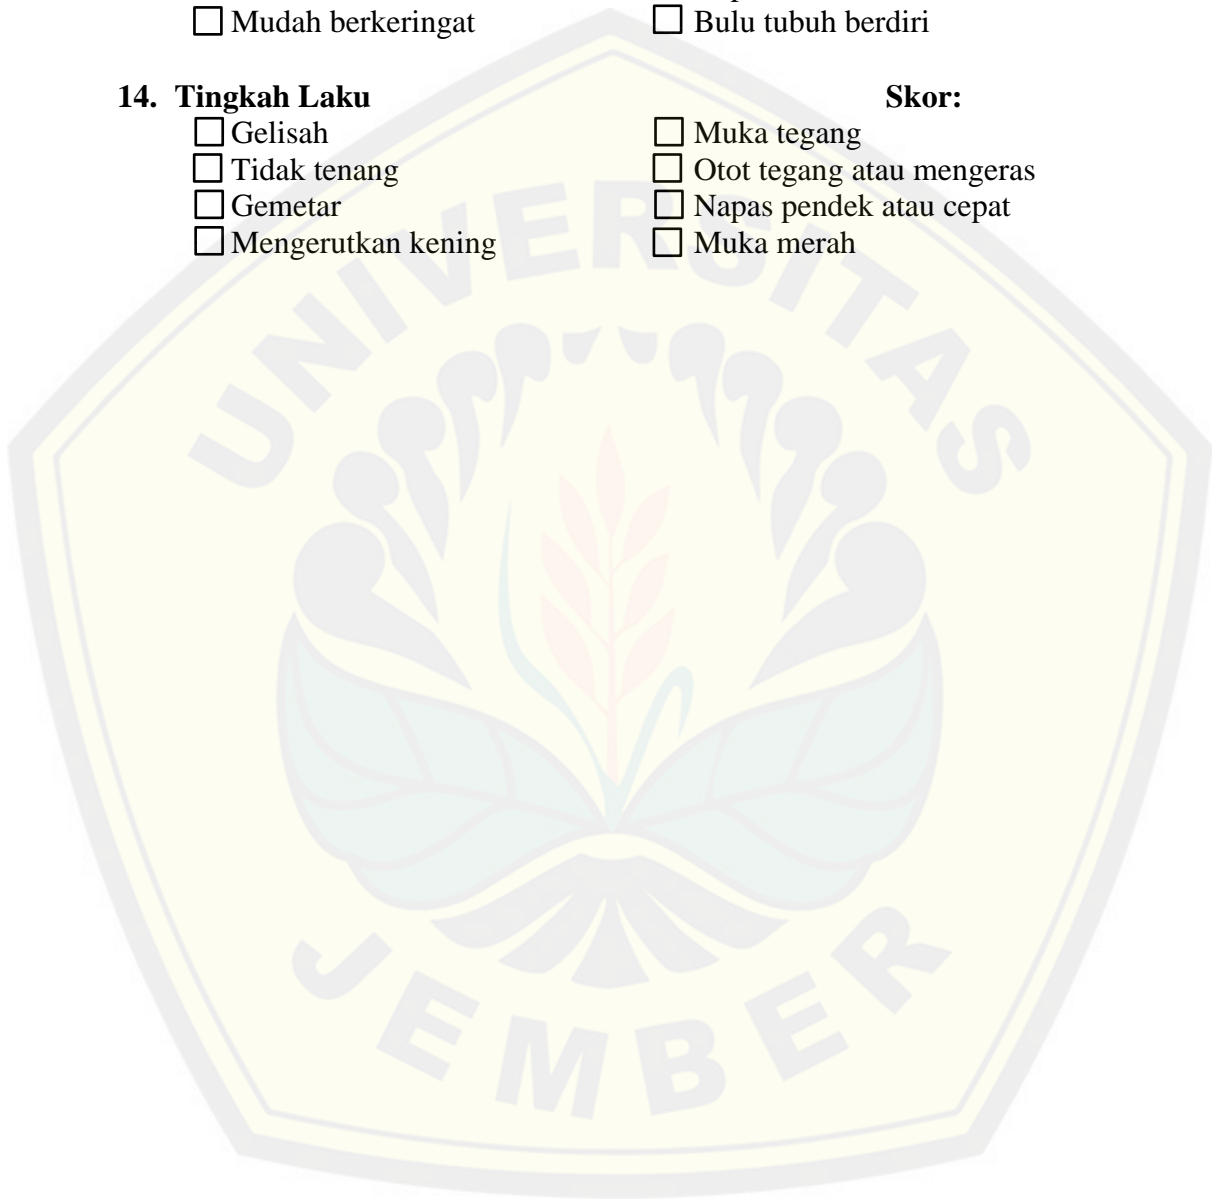 ☐ Mudah berkeringat ☐ Bulu tubuh berdiri
14. Tingkah Laku Skor:
☐ Gelisah ☐ Muka tegang
☐ Tidak tenang ☐ Otot tegang atau mengeras
☐ Gemetar ☐ Napas pendek atau cepat
☐ Mengerutkan kening ☐ Muka merah
UNIVERSITAS
JEMBER